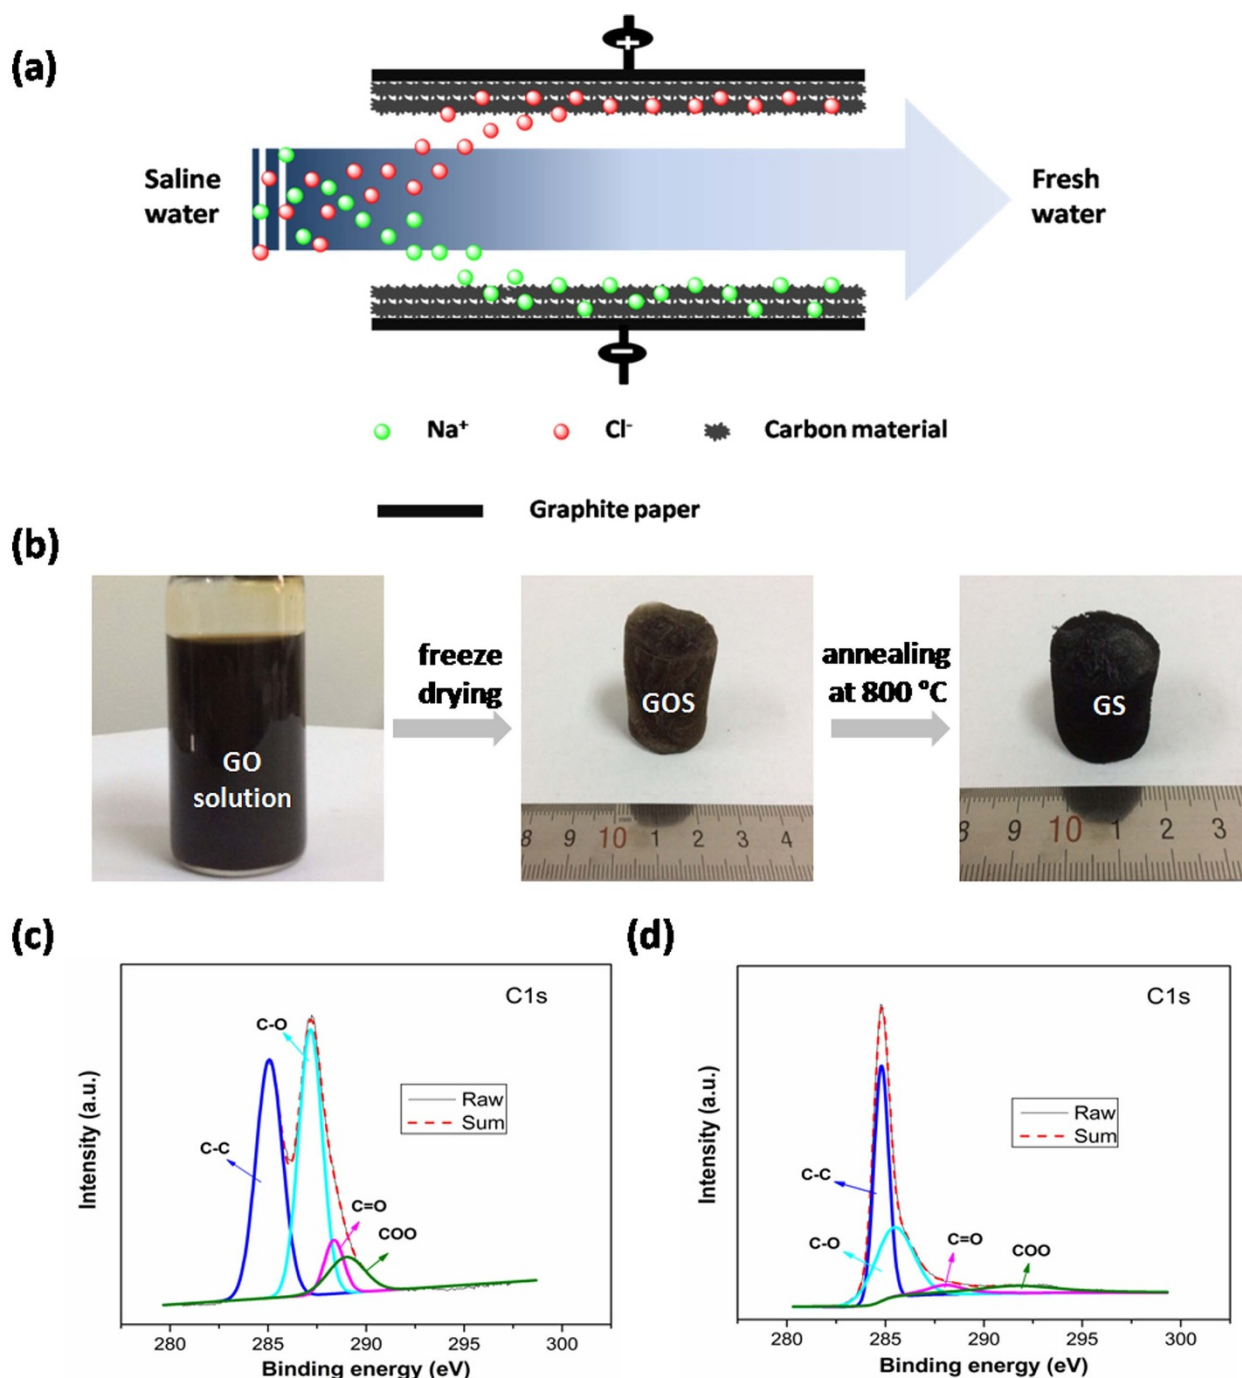 (a)
+
Saline
water
Fresh
water
−
Na⁺
Cl⁻
Carbon material
Graphite paper
(b)
GO
solution
freeze
drying
GOS
8 9 10 1 2 3 4
annealing
at 800 °C
GS
8 9 10 1 2 3
(c)
C1s
C-O
C-C
C=O
COO
Raw
Sum
Intensity (a.u.)
280 285 290 295 300
Binding energy (eV)
(d)
C1s
C-C
C-O
C=O
COO
Raw
Sum
Intensity (a.u.)
280 285 290 295 300
Binding energy (eV)